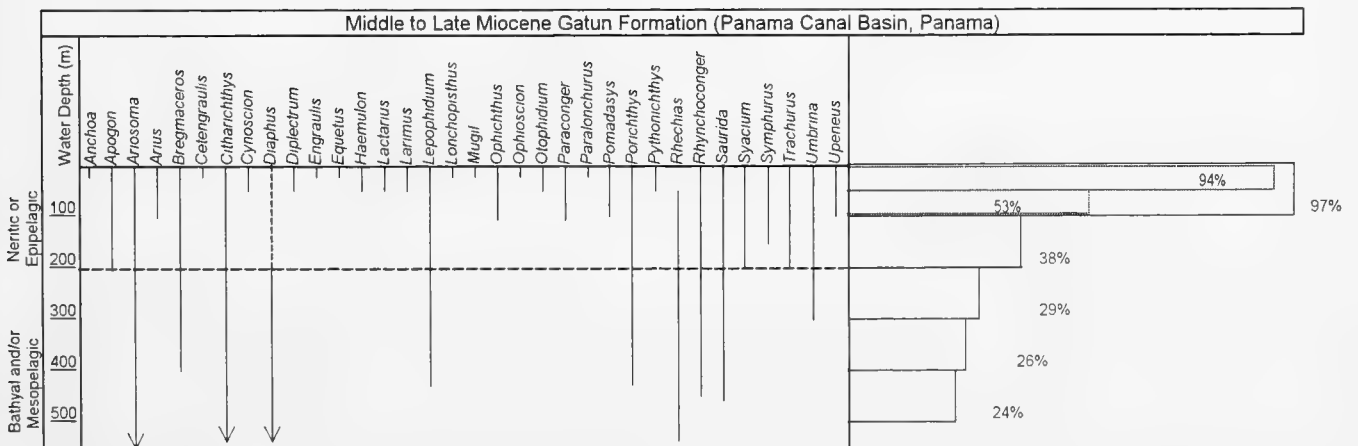 Middle to Late Miocene Gatun Formation (Panama Canal Basin, Panama)
Water Depth (m)
Anchoa
Apogon
Ariosoma
Arius
Bregmaceros
Cetengraulis
Citharichthys
Cynoscion
Diaphus
Diplectrum
Engraulis
Equetus
Haemulon
Lactarius
Larimus
Lepophidium
Lonchopisthus
Mugil
Ophichthus
Ophioscion
Otophidium
Paraconger
Paralonchurus
Pomadasys
Porichthys
Pythonichthys
Rhechias
Rhynchoconger
Saurida
Syacium
Symphurus
Trachurus
Umbrina
Upeneus
Neritic or
Epipelagic
Bathyal and/or
Mesopelagic
100
200
300
400
500
94%
53%
97%
38%
29%
26%
24%